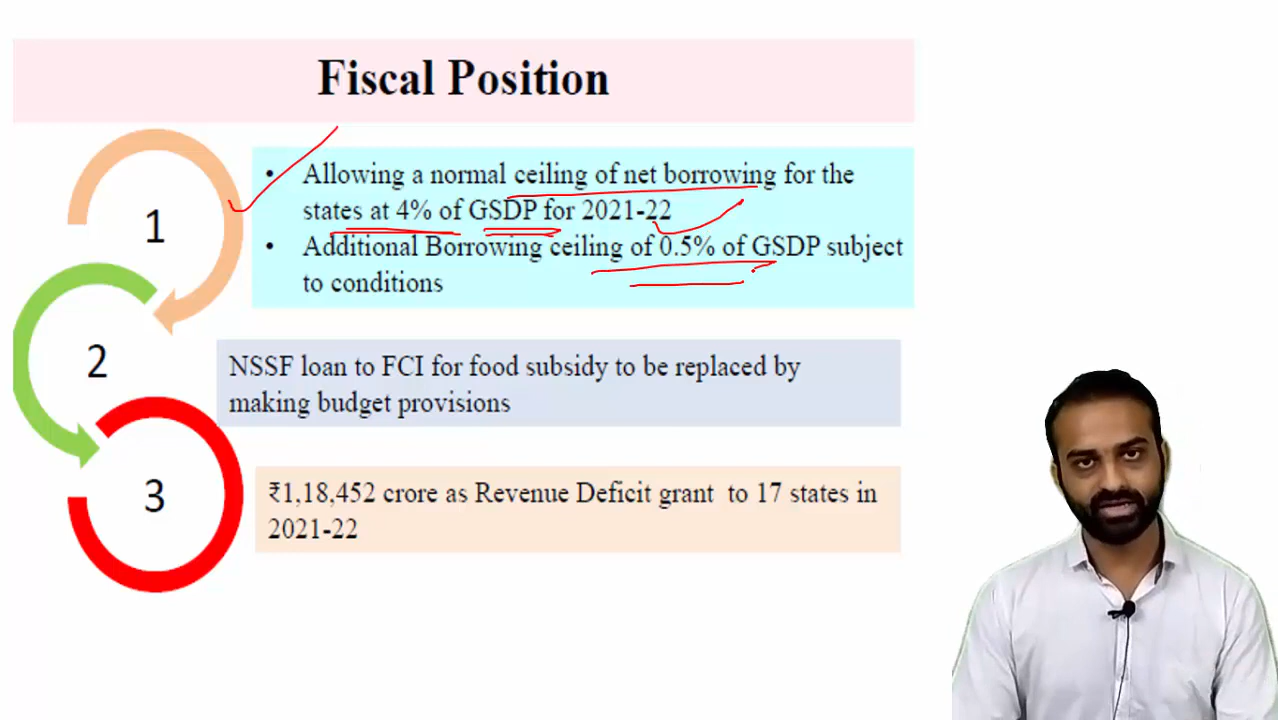 Fiscal Position
1
• Allowing a normal ceiling of net borrowing for the
states at 4% of GSDP for 2021-22
• Additional Borrowing ceiling of 0.5% of GSDP subject
to conditions
2
NSSF loan to FCI for food subsidy to be replaced by
making budget provisions
3
₹1,18,452 crore as Revenue Deficit grant to 17 states in
2021-22